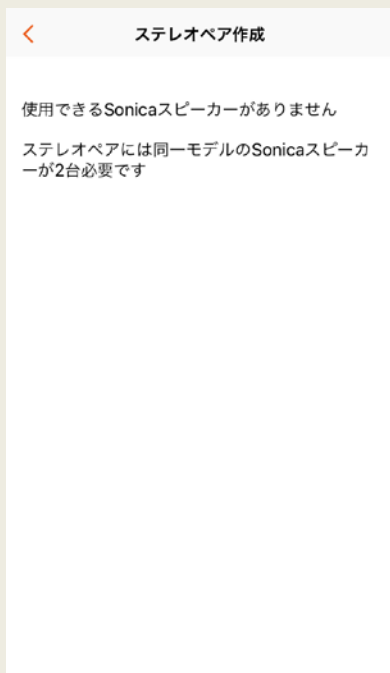 ステレオペア作成
使用できるSonicaスピーカーがありません
ステレオペアには同一モデルのSonicaスピーカ
ーが2台必要です